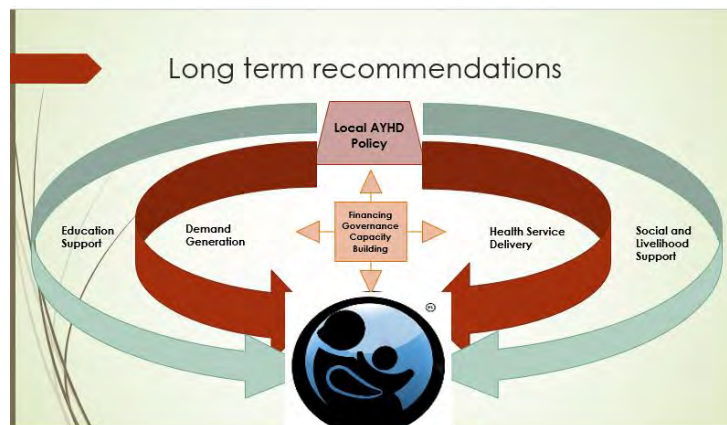 Long term recommendations
Local AYHD
Policy
Education
Support
Demand
Generation
Financing
Governance
Capacity
Building
Health Service
Delivery
Social and
Livelihood
Support